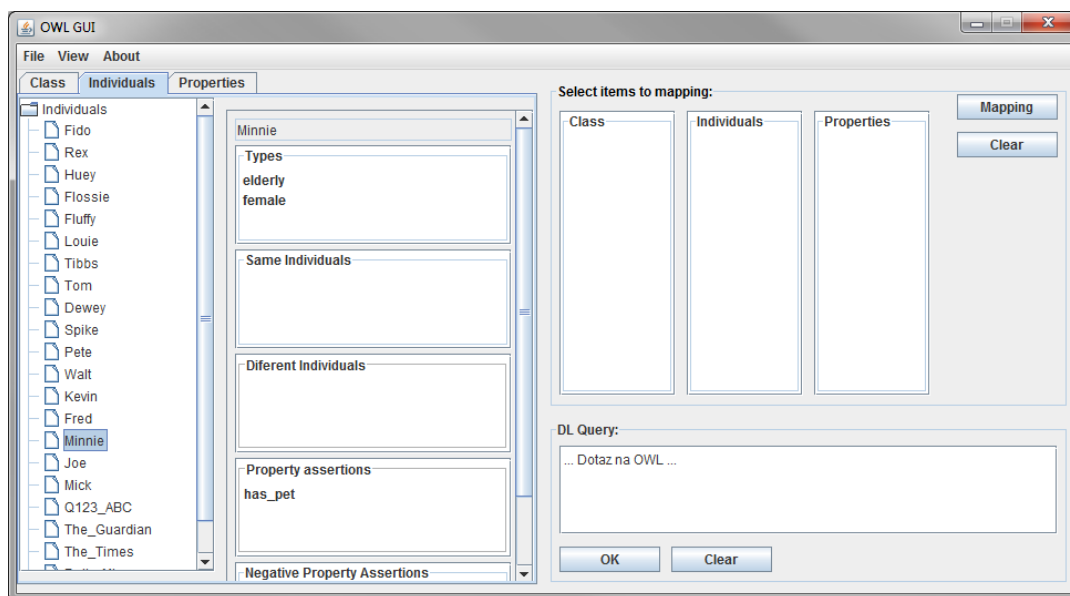 OWL GUI
File View About
Class Individuals Properties
Individuals
Fido
Rex
Huey
Flossie
Fluffy
Louie
Tibbs
Tom
Dewey
Spike
Pete
Walt
Kevin
Fred
Minnie
Joe
Mick
Q123_ABC
The_Guardian
The_Times
Minnie
Types
elderly
female
Same Individuals
Diferent Individuals
Property assertions
has_pet
Negative Property Assertions
Select items to mapping:
Class
Individuals
Properties
Mapping
Clear
DL Query:
... Dotaz na OWL ...
OK
Clear